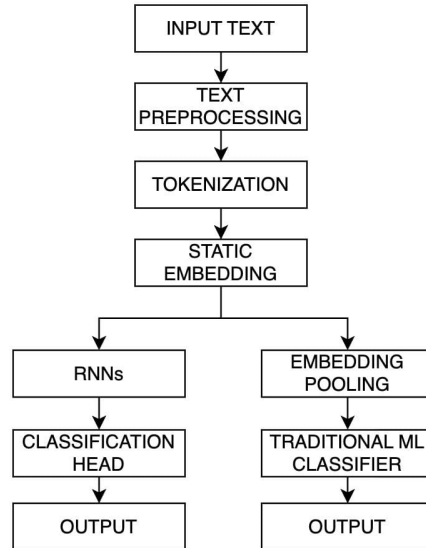 INPUT TEXT
TEXT
PREPROCESSING
TOKENIZATION
STATIC
EMBEDDING
RNNs
EMBEDDING
POOLING
CLASSIFICATION
HEAD
TRADITIONAL ML
CLASSIFIER
OUTPUT
OUTPUT